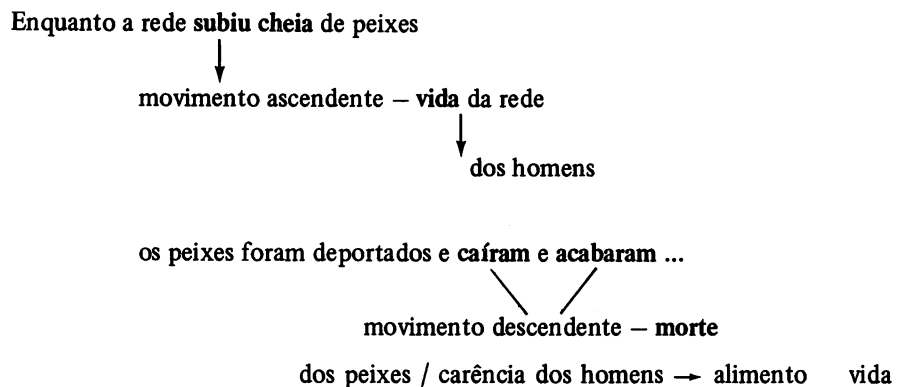 Enquanto a rede subiu cheia de peixes
movimento ascendente — vida da rede
dos homens
os peixes foram deportados e caíram e acabaram ...
movimento descendente — morte
dos peixes / carência dos homens → alimento vida